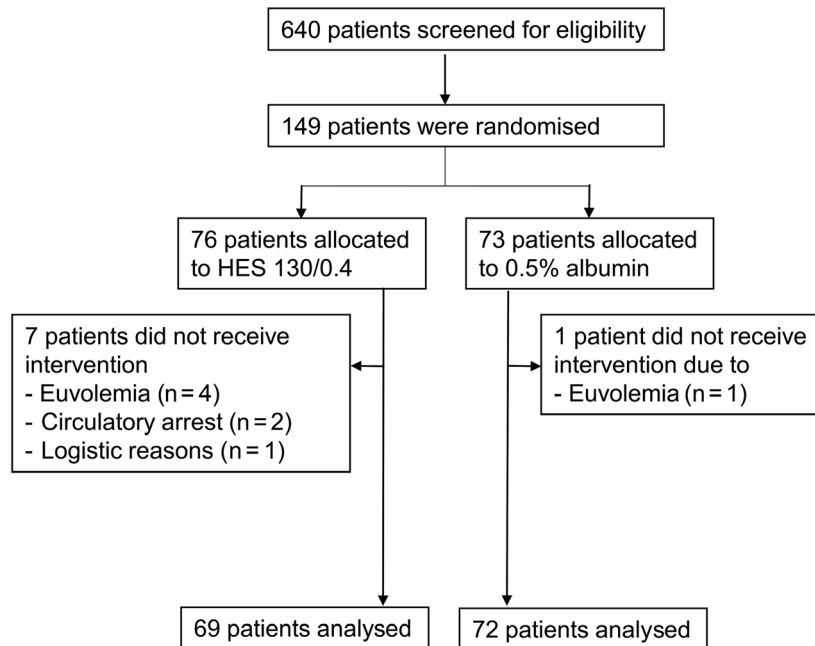 640 patients screened for eligibility
149 patients were randomised
76 patients allocated
to HES 130/0.4
73 patients allocated
to 0.5% albumin
7 patients did not receive
intervention
- Euvolemia (n = 4)
- Circulatory arrest (n = 2)
- Logistic reasons (n = 1)
1 patient did not receive
intervention due to
- Euvolemia (n = 1)
69 patients analysed
72 patients analysed